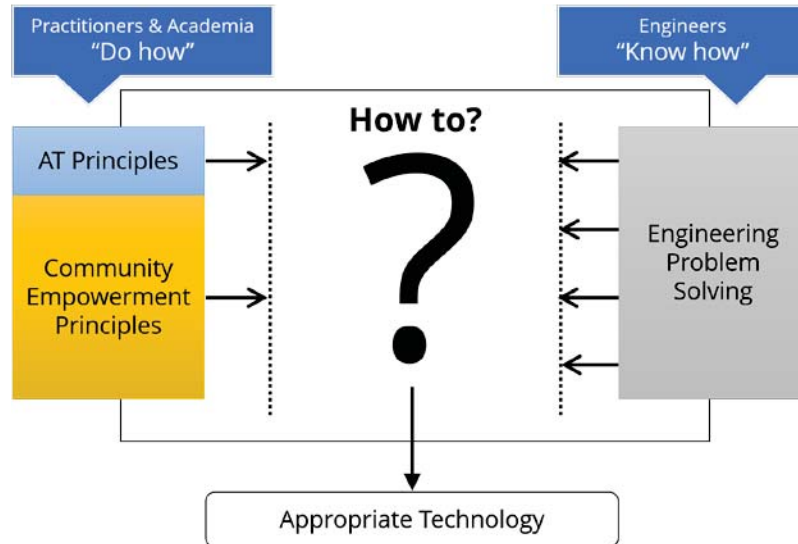 Practitioners & Academia
“Do how”
Engineers
“Know how”
How to?
?
AT Principles
Community
Empowerment
Principles
Engineering
Problem
Solving
Appropriate Technology